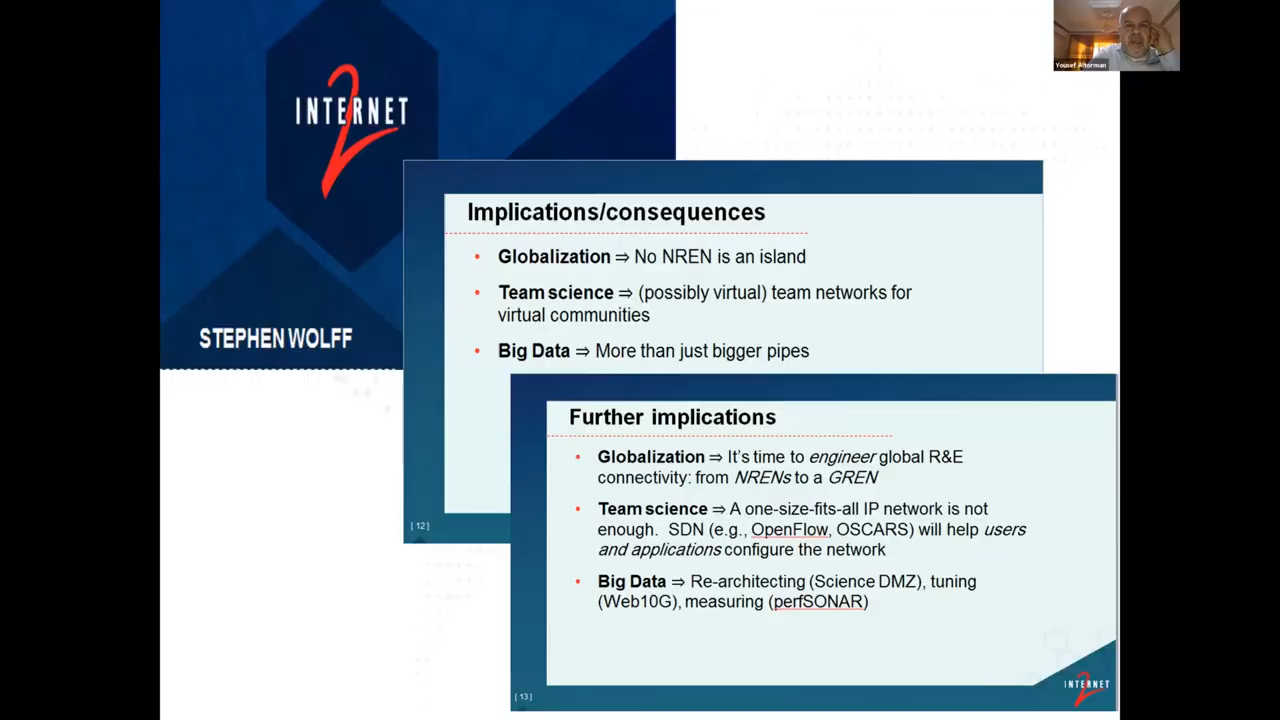 INTERNET
2
STEPHEN WOLFF
Yousef Altorman
Implications/consequences
• Globalization ⇒ No NREN is an island
• Team science ⇒ (possibly virtual) team networks for
virtual communities
• Big Data ⇒ More than just bigger pipes
[ 12 ]
Further implications
• Globalization ⇒ It's time to engineer global R&E
connectivity: from NRENs to a GREN
• Team science ⇒ A one-size-fits-all IP network is not
enough. SDN (e.g., OpenFlow, OSCARS) will help users
and applications configure the network
• Big Data ⇒ Re-architecting (Science DMZ), tuning
(Web10G), measuring (perfSONAR)
[ 13 ]
INTERNET
2